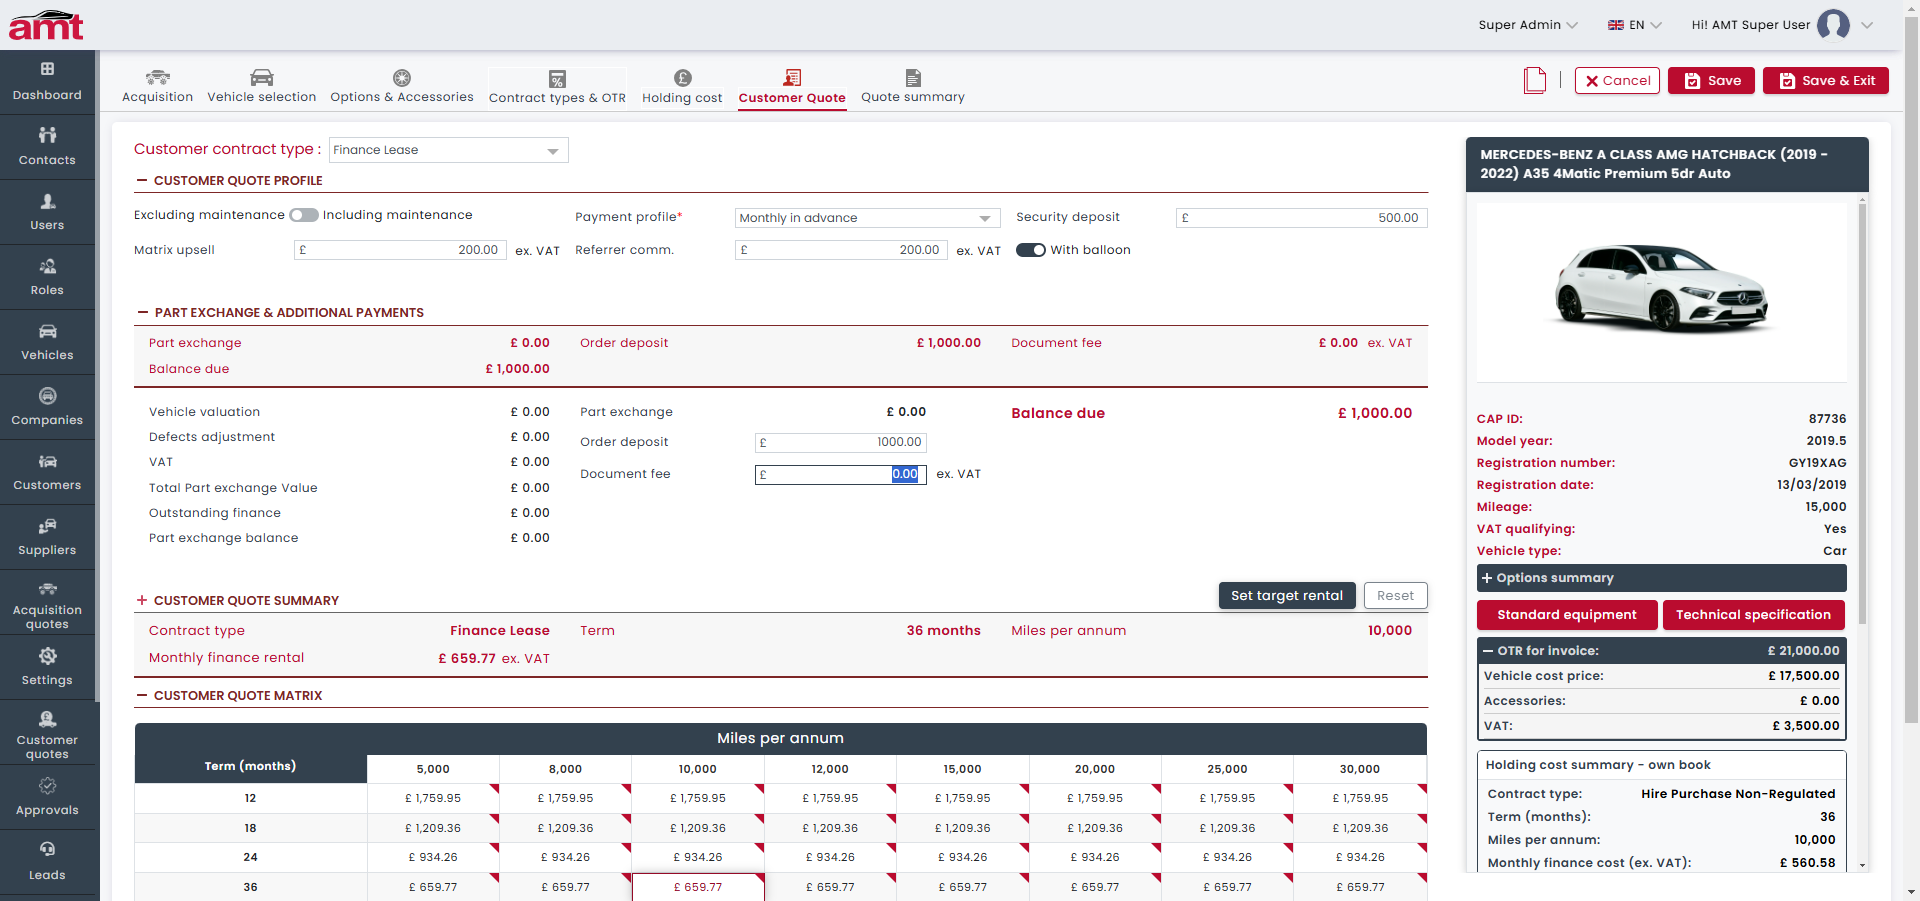 amt
Super Admin
EN
Hi! AMT Super User
Dashboard
Contacts
Users
Roles
Vehicles
Companies
Customers
Suppliers
Acquisition
quotes
Settings
Customer
quotes
Approvals
Leads
Acquisition
Vehicle selection
Options & Accessories
Contract types & OTR
Holding cost
Customer Quote
Quote summary
Cancel
Save
Save & Exit
Customer contract type : Finance Lease
CUSTOMER QUOTE PROFILE
Excluding maintenance Including maintenance
Payment profile* Monthly in advance
Security deposit £ 500.00
Matrix upsell £ 200.00 ex. VAT
Referrer comm. £ 200.00 ex. VAT
With balloon
PART EXCHANGE & ADDITIONAL PAYMENTS
Part exchange £ 0.00 Order deposit £ 1,000.00 Document fee £ 0.00 ex. VAT
Balance due £ 1,000.00
Vehicle valuation £ 0.00
Defects adjustment £ 0.00
VAT £ 0.00
Total Part exchange Value £ 0.00
Outstanding finance £ 0.00
Part exchange balance £ 0.00
Part exchange £ 0.00
Order deposit £ 1000.00
Document fee £ 0.00 ex. VAT
Balance due £ 1,000.00
+ CUSTOMER QUOTE SUMMARY
Set target rental Reset
Contract type Finance Lease Term 36 months Miles per annum 10,000
Monthly finance rental £ 659.77 ex. VAT
CUSTOMER QUOTE MATRIX
Miles per annum
Term (months) 5,000 8,000 10,000 12,000 15,000 20,000 25,000 30,000
12 £ 1,759.95 £ 1,759.95 £ 1,759.95 £ 1,759.95 £ 1,759.95 £ 1,759.95 £ 1,759.95 £ 1,759.95
18 £ 1,209.36 £ 1,209.36 £ 1,209.36 £ 1,209.36 £ 1,209.36 £ 1,209.36 £ 1,209.36 £ 1,209.36
24 £ 934.26 £ 934.26 £ 934.26 £ 934.26 £ 934.26 £ 934.26 £ 934.26 £ 934.26
36 £ 659.77 £ 659.77 £ 659.77 £ 659.77 £ 659.77 £ 659.77 £ 659.77 £ 659.77
MERCEDES-BENZ A CLASS AMG HATCHBACK (2019 -
2022) A35 4Matic Premium 5dr Auto
CAP ID: 87736
Model year: 2019.5
Registration number: GY19XAG
Registration date: 13/03/2019
Mileage: 15,000
VAT qualifying: Yes
Vehicle type: Car
+ Options summary
Standard equipment Technical specification
OTR for invoice: £ 21,000.00
Vehicle cost price: £ 17,500.00
Accessories: £ 0.00
VAT: £ 3,500.00
Holding cost summary - own book
Contract type: Hire Purchase Non-Regulated
Term (months): 36
Miles per annum: 10,000
Monthly finance cost (ex. VAT): £ 560.58